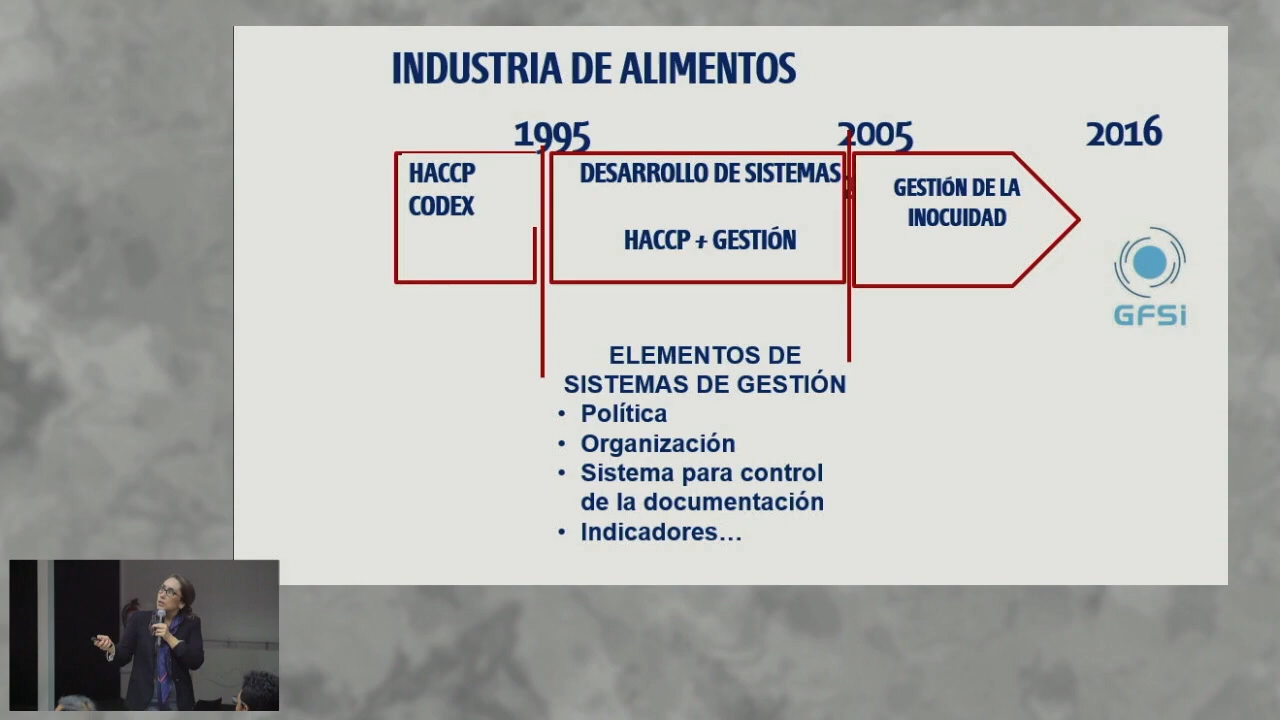 INDUSTRIA DE ALIMENTOS
1995
2005
2016
HACCP
CODEX
DESARROLLO DE SISTEMAS
HACCP + GESTIÓN
GESTIÓN DE LA
INOCUIDAD
GFSi
ELEMENTOS DE
SISTEMAS DE GESTIÓN
• Política
• Organización
• Sistema para control
de la documentación
• Indicadores…